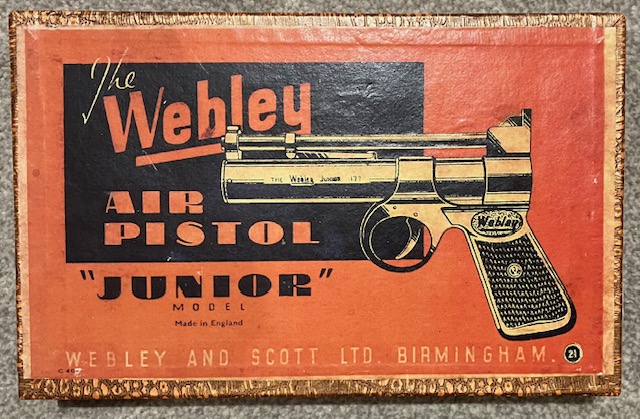 The
Webley
AIR
PISTOL
"JUNIOR"
MODEL
Made in England
THE Webley JUNIOR 177
Webley
WEBLEY AND SCOTT LTD. BIRMINGHAM.
21